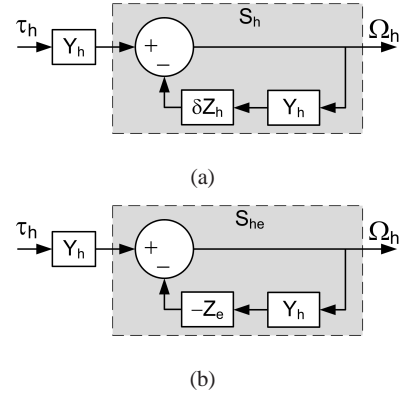 τh Yh + − Sh Ωh
δZh Yh
(a)
τh Yh + − She Ωh
−Ze Yh
(b)